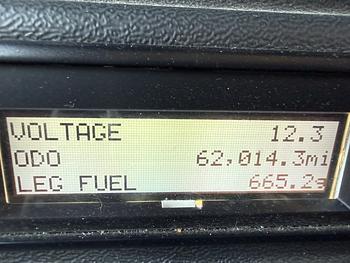 VOLTAGE 12.3
ODO 62,014.3mi
LEG FUEL 665.2g